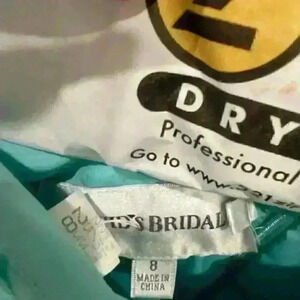 DRY
Professional
Go to www.
'S BRIDAL
8
MADE IN
CHINA